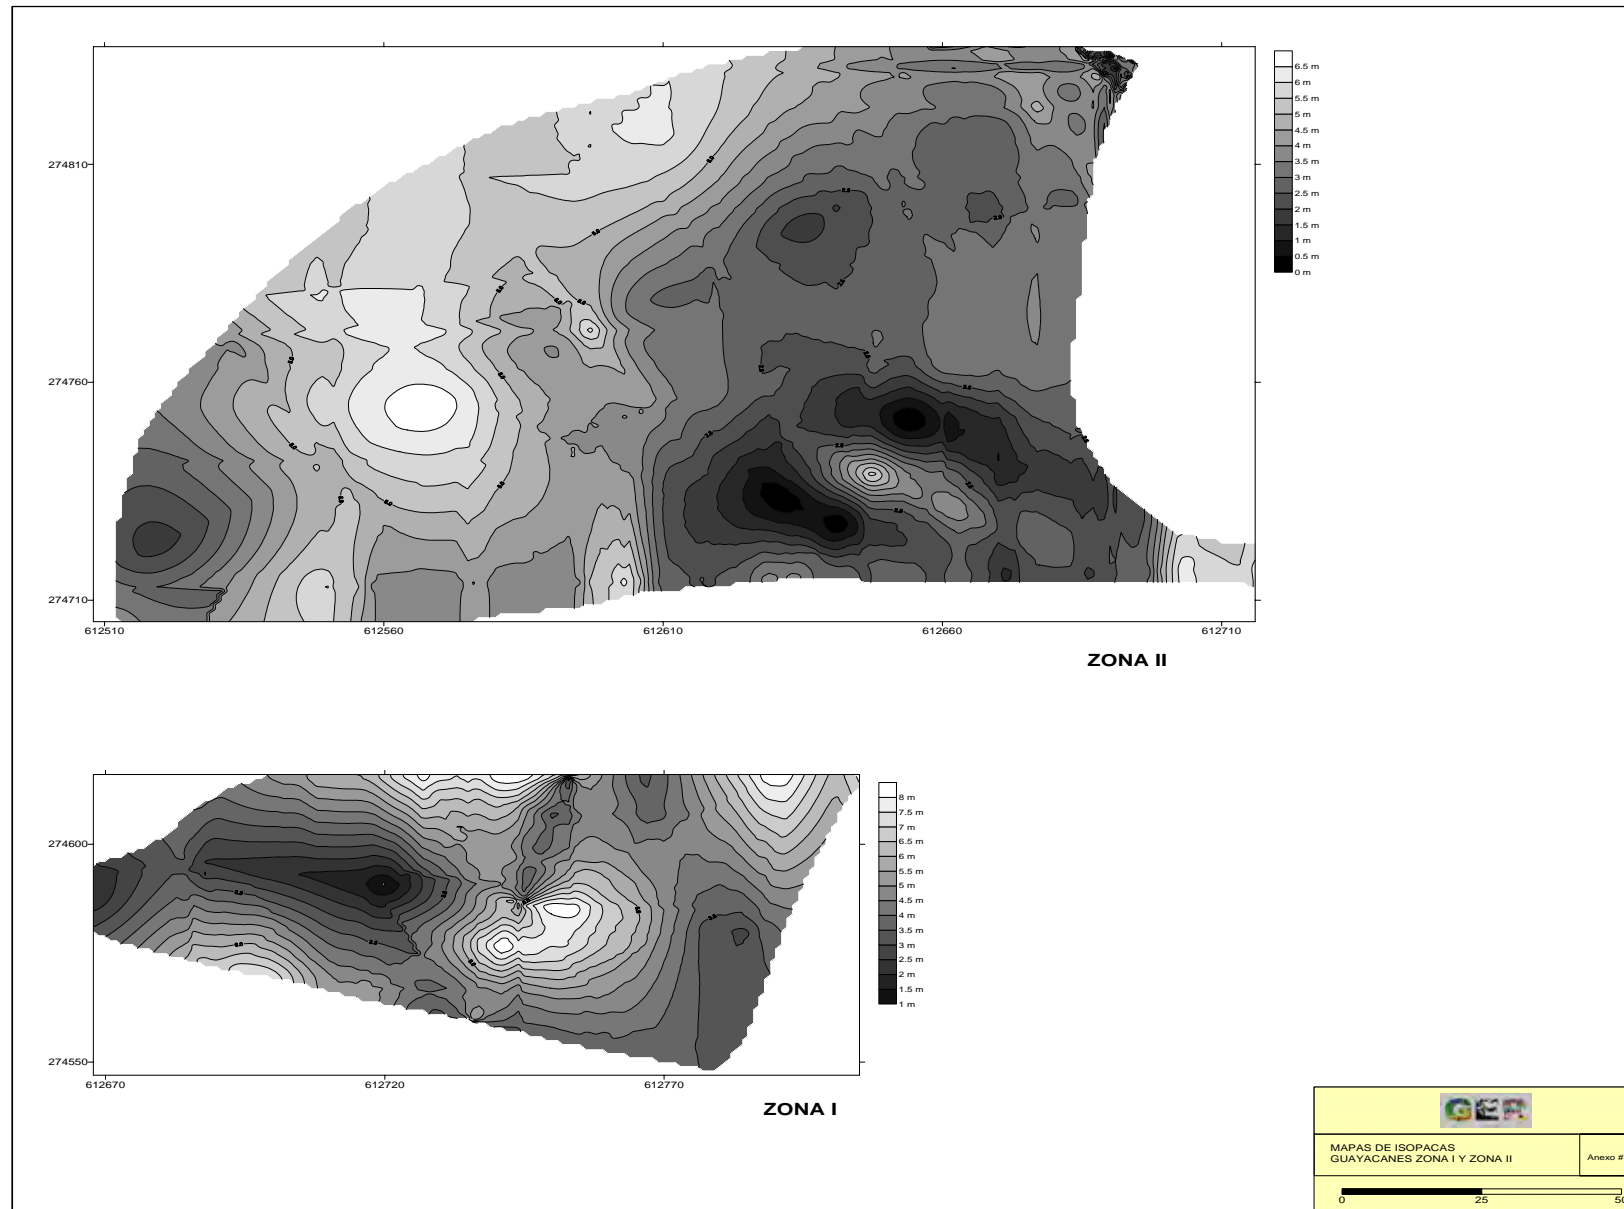 6.5 m
6 m
5.5 m
5 m
4.5 m
4 m
3.5 m
3 m
2.5 m
2 m
1.5 m
1 m
0.5 m
0 m
274810
274760
274710
612510 612560 612610 612660 612710
ZONA II
8 m
7.5 m
7 m
6.5 m
6 m
5.5 m
5 m
4.5 m
4 m
3.5 m
3 m
2.5 m
2 m
1.5 m
1 m
274600
274550
612670 612720 612770
ZONA I
GER
MAPAS DE ISOPACAS
GUAYACANES ZONA I Y ZONA II
Anexo #
0 25 50